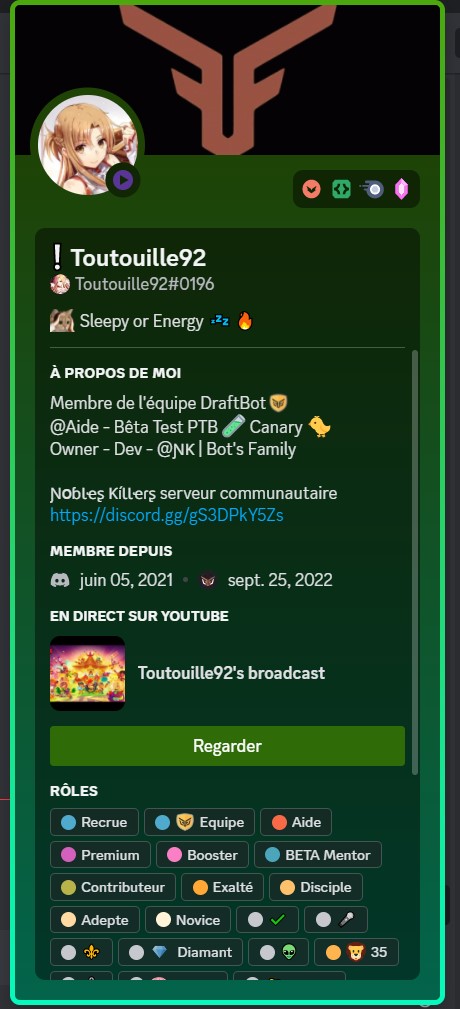 ❗Toutouille92
Toutouille92#0196
Sleepy or Energy 💤 🔥
À PROPOS DE MOI
Membre de l'équipe DraftBot
@Aide - Bêta Test PTB 🧪 Canary 🐤
Owner - Dev - @ɲK | Bot's Family
Ɲobɬeʂ Kíllɛrʂ serveur communautaire
https://discord.gg/gS3DPkY5Zs
MEMBRE DEPUIS
juin 05, 2021 • sept. 25, 2022
EN DIRECT SUR YOUTUBE
Toutouille92's broadcast
Regarder
RÔLES
Recrue Equipe Aide
Premium Booster BETA Mentor
Contributeur Exalté Disciple
Adepte Novice ✔ 🎤
⚜ 💎 Diamant 👽 🦁 35